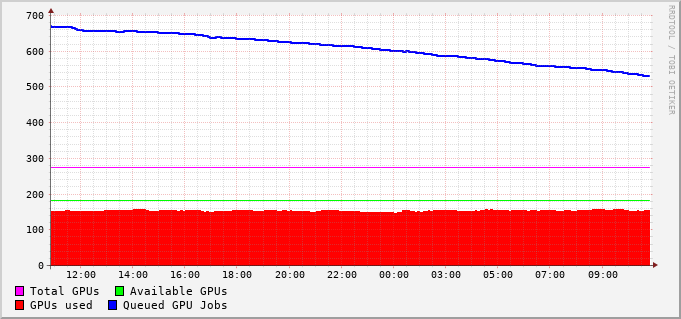 700
600
500
400
300
200
100
0
12:00 14:00 16:00 18:00 20:00 22:00 00:00 03:00 05:00 07:00 09:00
Total GPUs Available GPUs
GPUs used Queued GPU Jobs
RRDTOOL / TOBI OETIKER